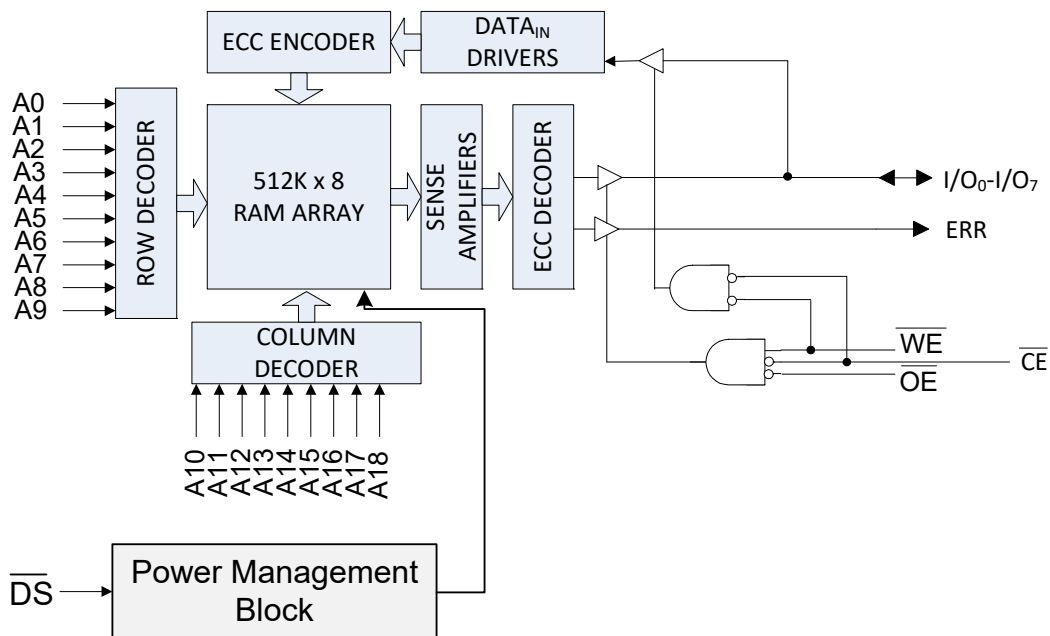 ECC ENCODER
DATAIN
DRIVERS
A0
A1
A2
A3
A4
A5
A6
A7
A8
A9
ROW DECODER
512K x 8
RAM ARRAY
SENSE
AMPLIFIERS
ECC DECODER
I/O0-I/O7
ERR
COLUMN
DECODER
WE
CE
OE
A10
A11
A12
A13
A14
A15
A16
A17
A18
DS
Power Management
Block